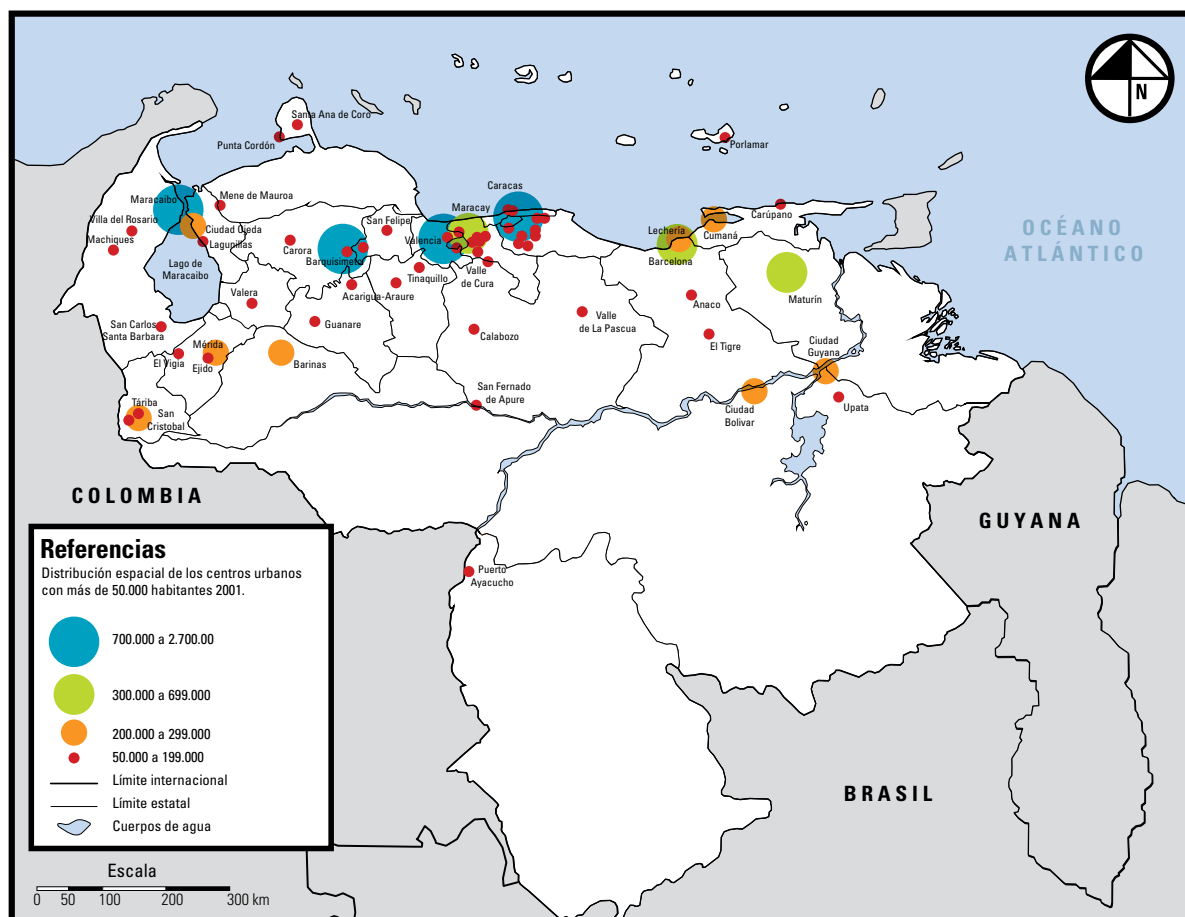 N
Santa Ana de Coro
Punta Cordón
Porlamar
Maracaibo
Mene de Mauroa
Caracas
Maracay
Carúpano
Villa del Rosario
Ciudad Ojeda
San Felipe
Lechería
Cumaná
OCÉANO
ATLÁNTICO
Machiques
Lagunillas
Carora
Barquisimeto
Valencia
Barcelona
Lago de
Maracaibo
Tinaquillo
Valle
de Cura
Maturín
Valera
Acarigua-Araure
Anaco
San Carlos
Santa Barbara
Guanare
Calabozo
Valle
de La Pascua
El Tigre
Mérida
El Vigia
Ejido
Barinas
Ciudad
Guyana
Táriba
San
Cristobal
San Fernado
de Apure
Ciudad
Bolivar
Upata
COLOMBIA
GUYANA
Puerto
Ayacucho
BRASIL
Referencias
Distribución espacial de los centros urbanos
con más de 50.000 habitantes 2001.
700.000 a 2.700.00
300.000 a 699.000
200.000 a 299.000
50.000 a 199.000
Límite internacional
Límite estatal
Cuerpos de agua
Escala
0 50 100 200 300 km